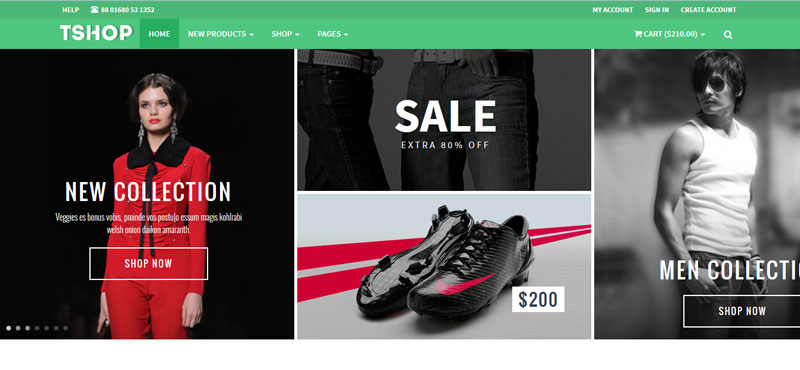 HELP 88 01680 53 1352 MY ACCOUNT SIGN IN CREATE ACCOUNT
TSHOP HOME NEW PRODUCTS SHOP PAGES CART ($210.00)
NEW COLLECTION
Veggies es bonus vobis, proinde vos postulo essum magis kohlrabi
welsh onion daikon amaranth.
SHOP NOW
SALE
EXTRA 80% OFF
$200
MEN COLLECTI
SHOP NOW